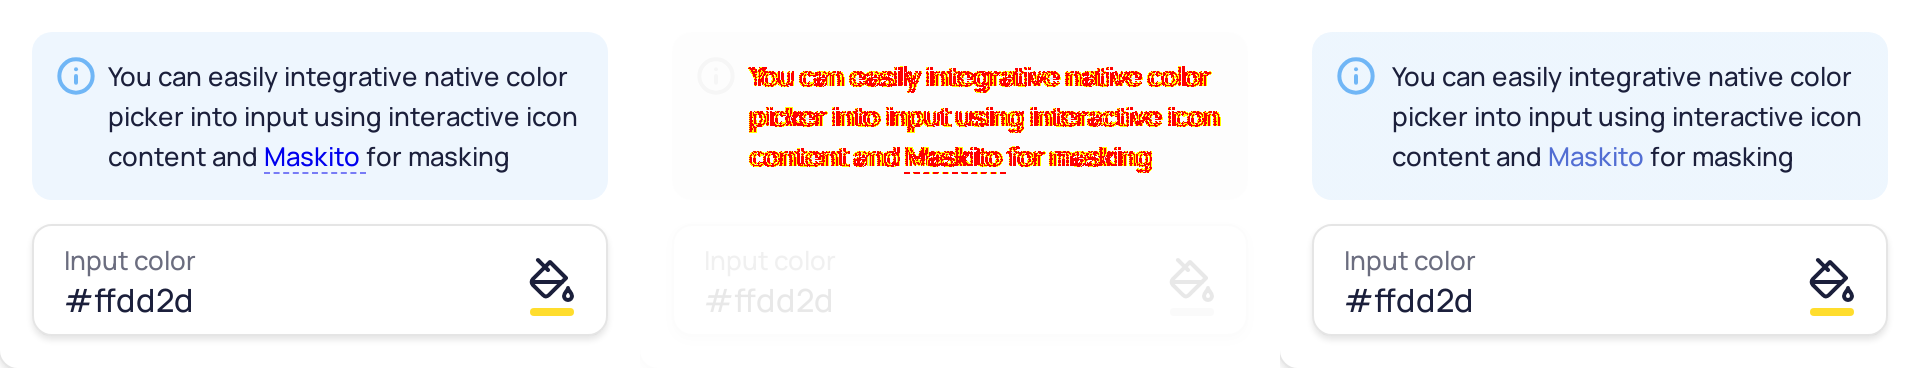 You can easily integrative native color
picker into input using interactive icon
content and Maskito for masking
Input color
#ffdd2d
You can easily integrative native color
picker into input using interactive icon
content and Maskito for masking
Input color
#ffdd2d
You can easily integrative native color
picker into input using interactive icon
content and Maskito for masking
Input color
#ffdd2d